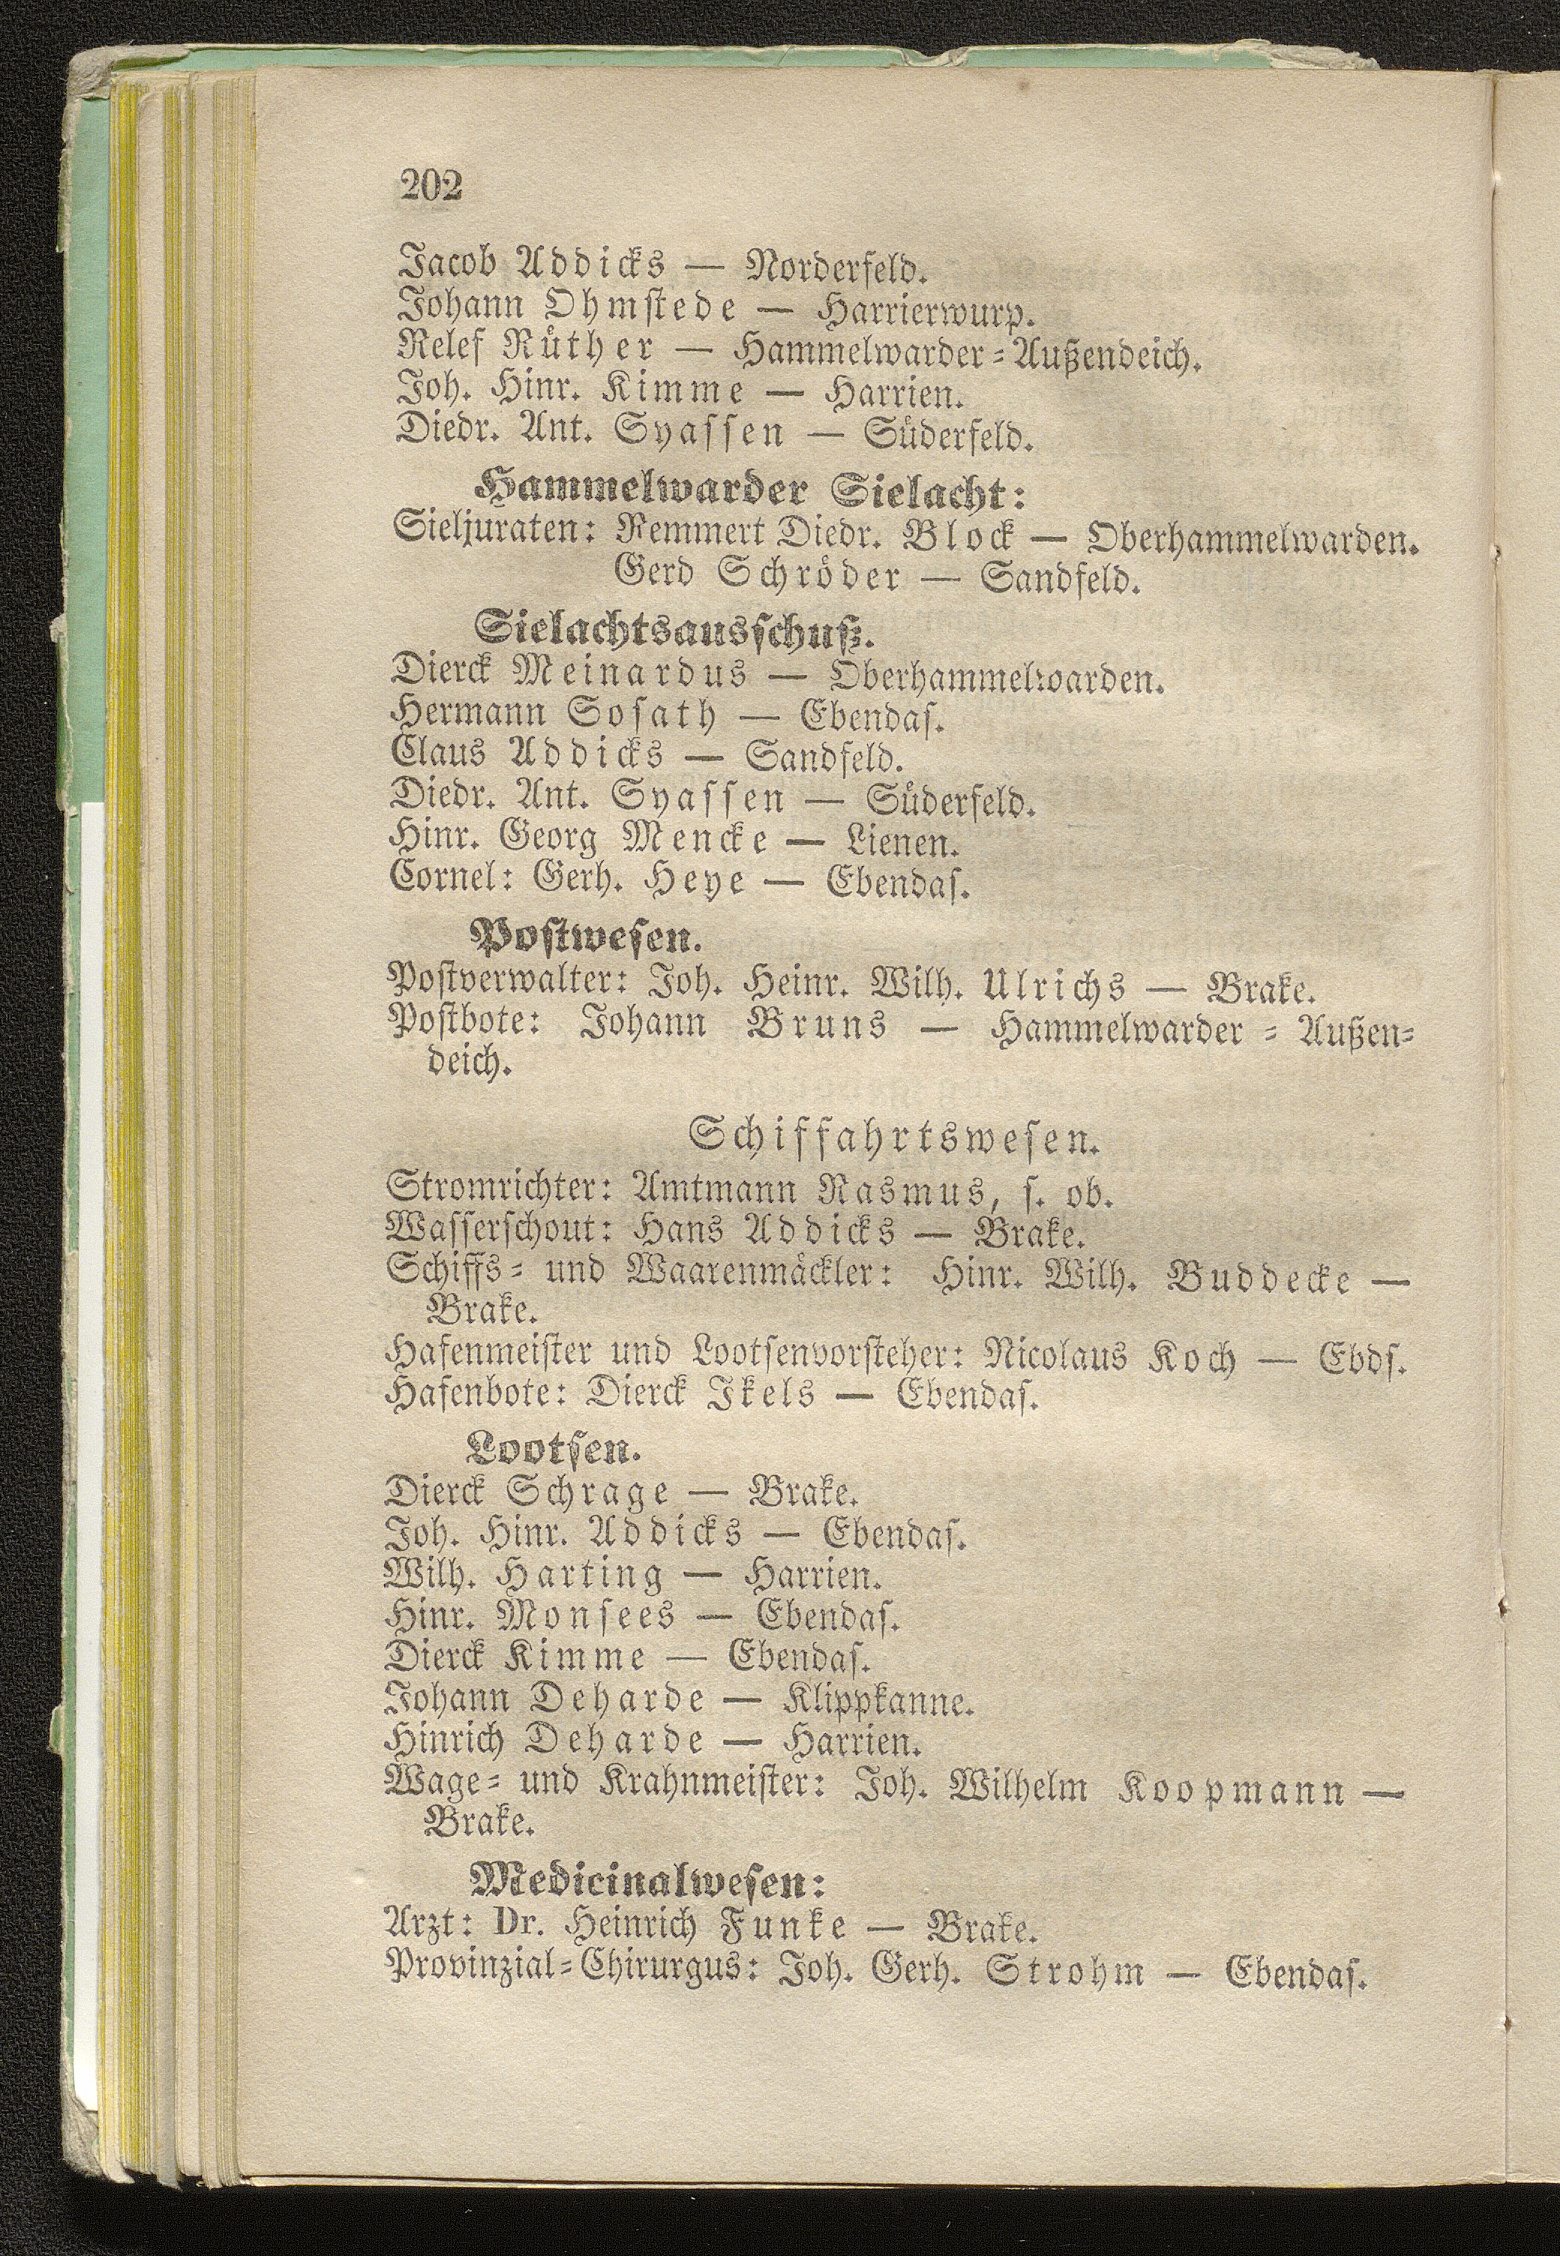 202
Jacob Addicks — Norderfeld.
Johann Ohmstede — Harrierwurp.
Relef Rüther — Hammelwarder-Außendeich.
Joh. Hinr. Kimme — Harrien.
Diedr. Ant. Syassen — Süderfeld.
Hammelwarder Sielacht:
Sieljuraten: Remmert Diedr. Block — Oberhammelwarden.
Gerd Schröder — Sandfeld.
Sielachtsausschuß.
Dierck Meinardus — Oberhammelwarden.
Hermann Sosath — Ebendas.
Claus Addicks — Sandfeld.
Diedr. Ant. Syassen — Süderfeld.
Hinr. Georg Mencke — Lienen.
Cornel: Gerh. Heye — Ebendas.
Postwesen.
Postverwalter: Joh. Heinr. Wilh. Ulrichs — Brake.
Postbote: Johann Bruns — Hammelwarder-Außen-
deich.
Schiffahrtswesen.
Stromrichter: Amtmann Rasmus, s. ob.
Wasserschout: Hans Addicks — Brake.
Schiffs- und Waarenmäckler: Hinr. Wilh. Buddecke —
Brake.
Hafenmeister und Lootsenvorsteher: Nicolaus Koch — Ebds.
Hafenbote: Dierck Ikels — Ebendas.
Lootsen.
Dierck Schrage — Brake.
Joh. Hinr. Addicks — Ebendas.
Wilh. Harting — Harrien.
Hinr. Monsees — Ebendas.
Dierck Kimme — Ebendas.
Johann Deharde — Klippkanne.
Hinrich Deharde — Harrien.
Wage- und Krahnmeister: Joh. Wilhelm Koopmann —
Brake.
Medicinalwesen:
Arzt: Dr. Heinrich Funke — Brake.
Provinzial-Chirurgus: Joh. Gerh. Strohm — Ebendas.